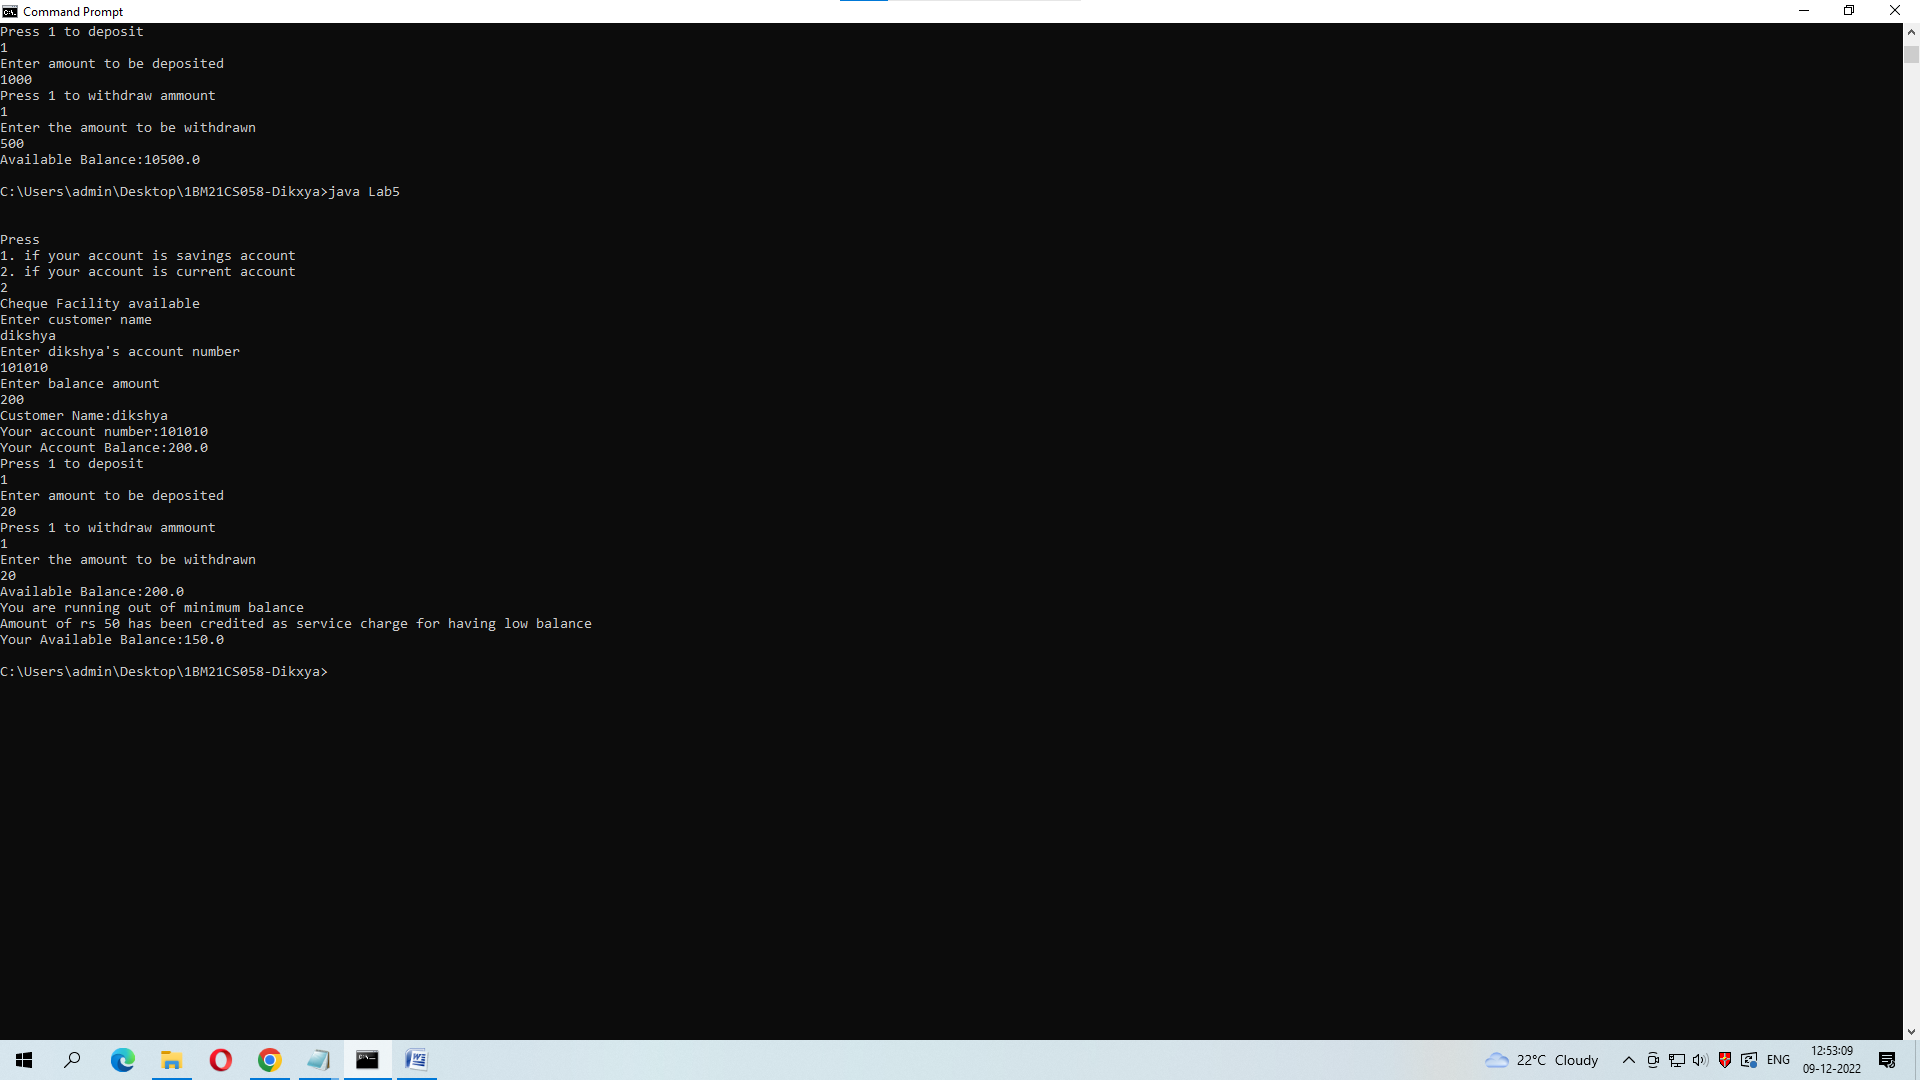 Command Prompt
Press 1 to deposit
1
Enter amount to be deposited
1000
Press 1 to withdraw ammount
1
Enter the amount to be withdrawn
500
Available Balance:10500.0
C:\Users\admin\Desktop\1BM21CS058-Dikxya>java Lab5
Press
1. if your account is savings account
2. if your account is current account
2
Cheque Facility available
Enter customer name
dikshya
Enter dikshya's account number
101010
Enter balance amount
200
Customer Name:dikshya
Your account number:101010
Your Account Balance:200.0
Press 1 to deposit
1
Enter amount to be deposited
20
Press 1 to withdraw ammount
1
Enter the amount to be withdrawn
20
Available Balance:200.0
You are running out of minimum balance
Amount of rs 50 has been credited as service charge for having low balance
Your Available Balance:150.0
C:\Users\admin\Desktop\1BM21CS058-Dikxya>
22°C Cloudy
ENG
12:53:09
09-12-2022